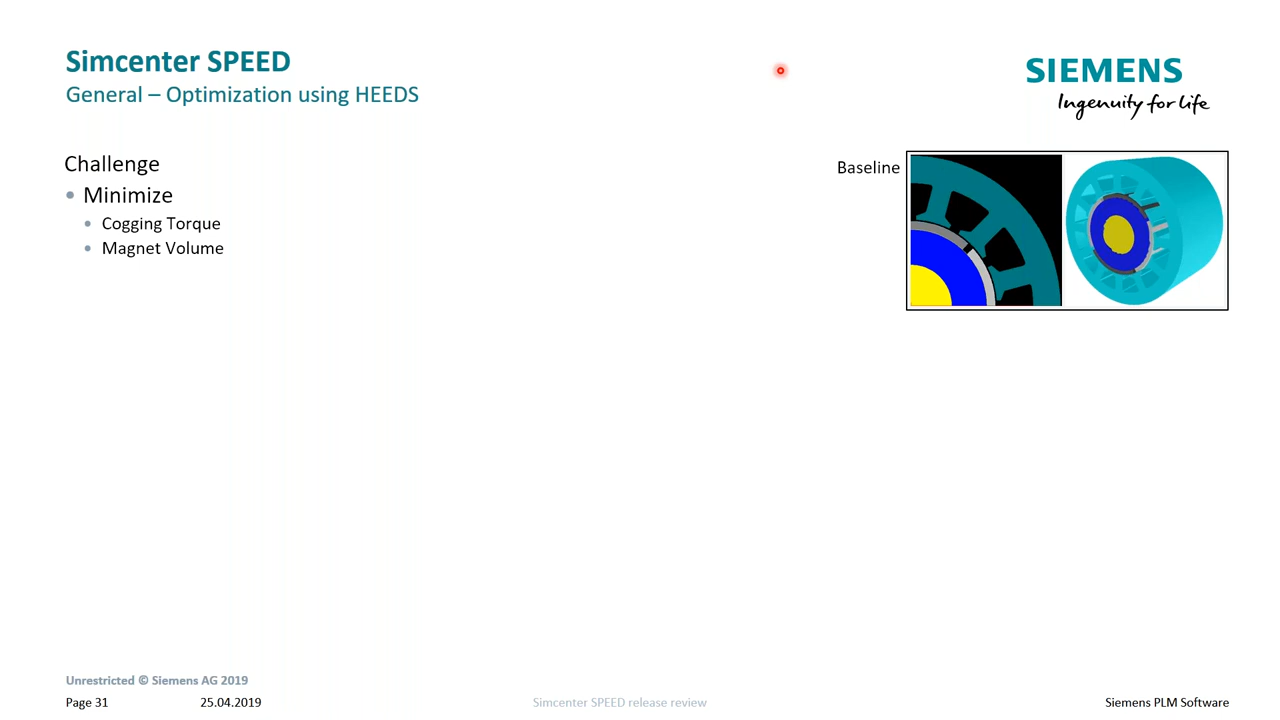 Simcenter SPEED
General – Optimization using HEEDS
SIEMENS
Ingenuity for life
Challenge
Baseline
• Minimize
• Cogging Torque
• Magnet Volume
Unrestricted © Siemens AG 2019
Page 31 25.04.2019 Simcenter SPEED release review Siemens PLM Software